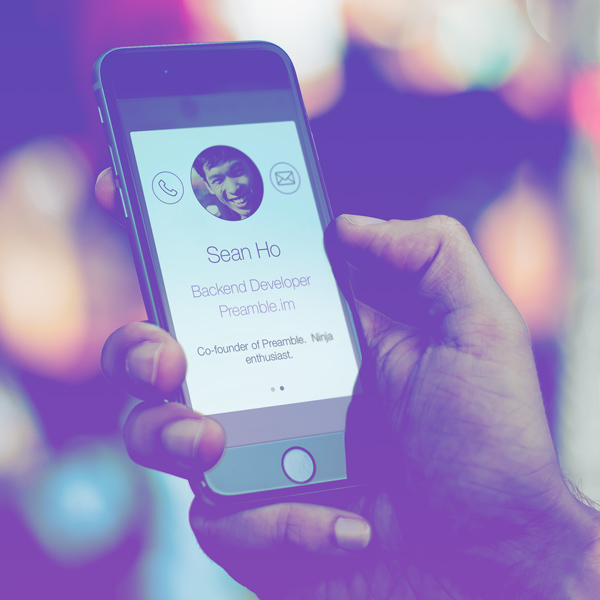 Sean Ho
Backend Developer
Preamble.im
Co-founder of Preamble. Ninja
enthusiast.